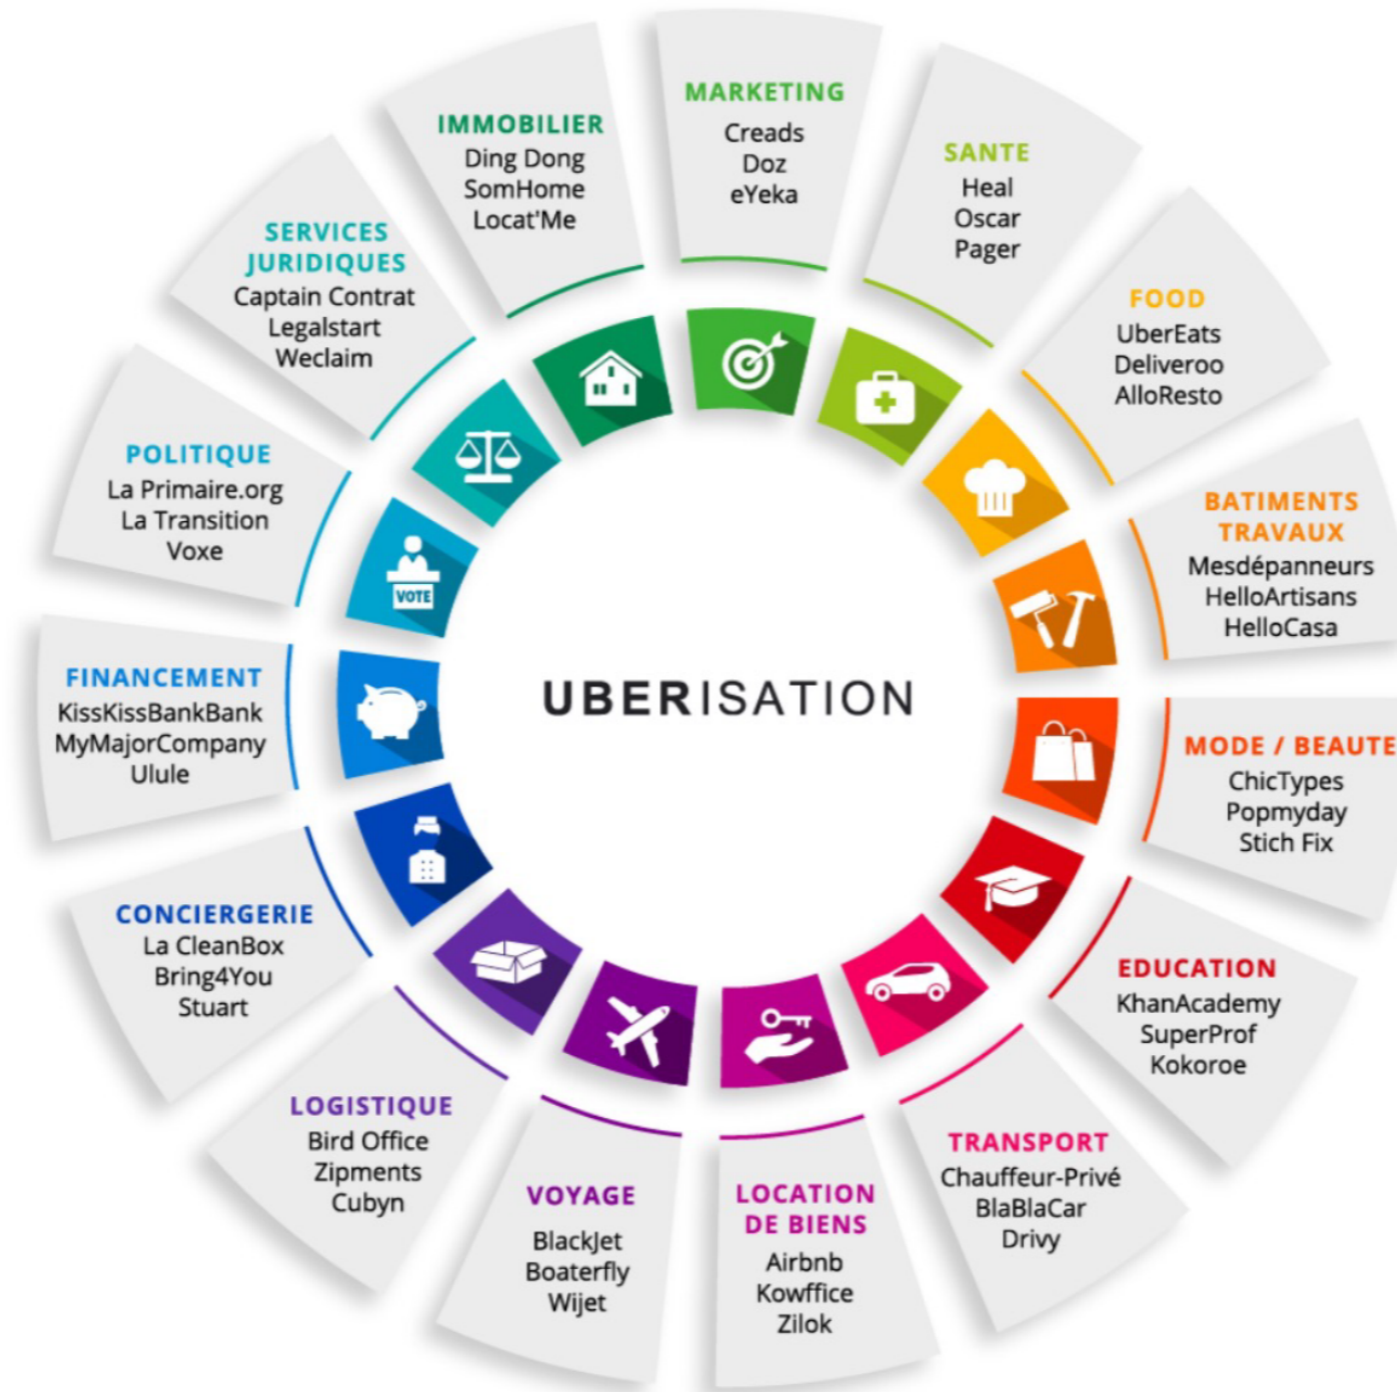 MARKETING
Creads
Doz
eYeka
SANTE
Heal
Oscar
Pager
FOOD
UberEats
Deliveroo
AlloResto
BATIMENTS
TRAVAUX
Mesdépanneurs
HelloArtisans
HelloCasa
MODE / BEAUTE
ChicTypes
Popmyday
Stich Fix
EDUCATION
KhanAcademy
SuperProf
Kokoroe
TRANSPORT
Chauffeur-Privé
BlaBlaCar
Drivy
LOCATION
DE BIENS
Airbnb
Kowffice
Zilok
VOYAGE
BlackJet
Boaterfly
Wijet
LOGISTIQUE
Bird Office
Zipments
Cubyn
CONCIERGERIE
La CleanBox
Bring4You
Stuart
FINANCEMENT
KissKissBankBank
MyMajorCompany
Ulule
POLITIQUE
La Primaire.org
La Transition
Voxe
VOTE
SERVICES
JURIDIQUES
Captain Contrat
Legalstart
Weclaim
IMMOBILIER
Ding Dong
SomHome
Locat'Me
UBERISATION